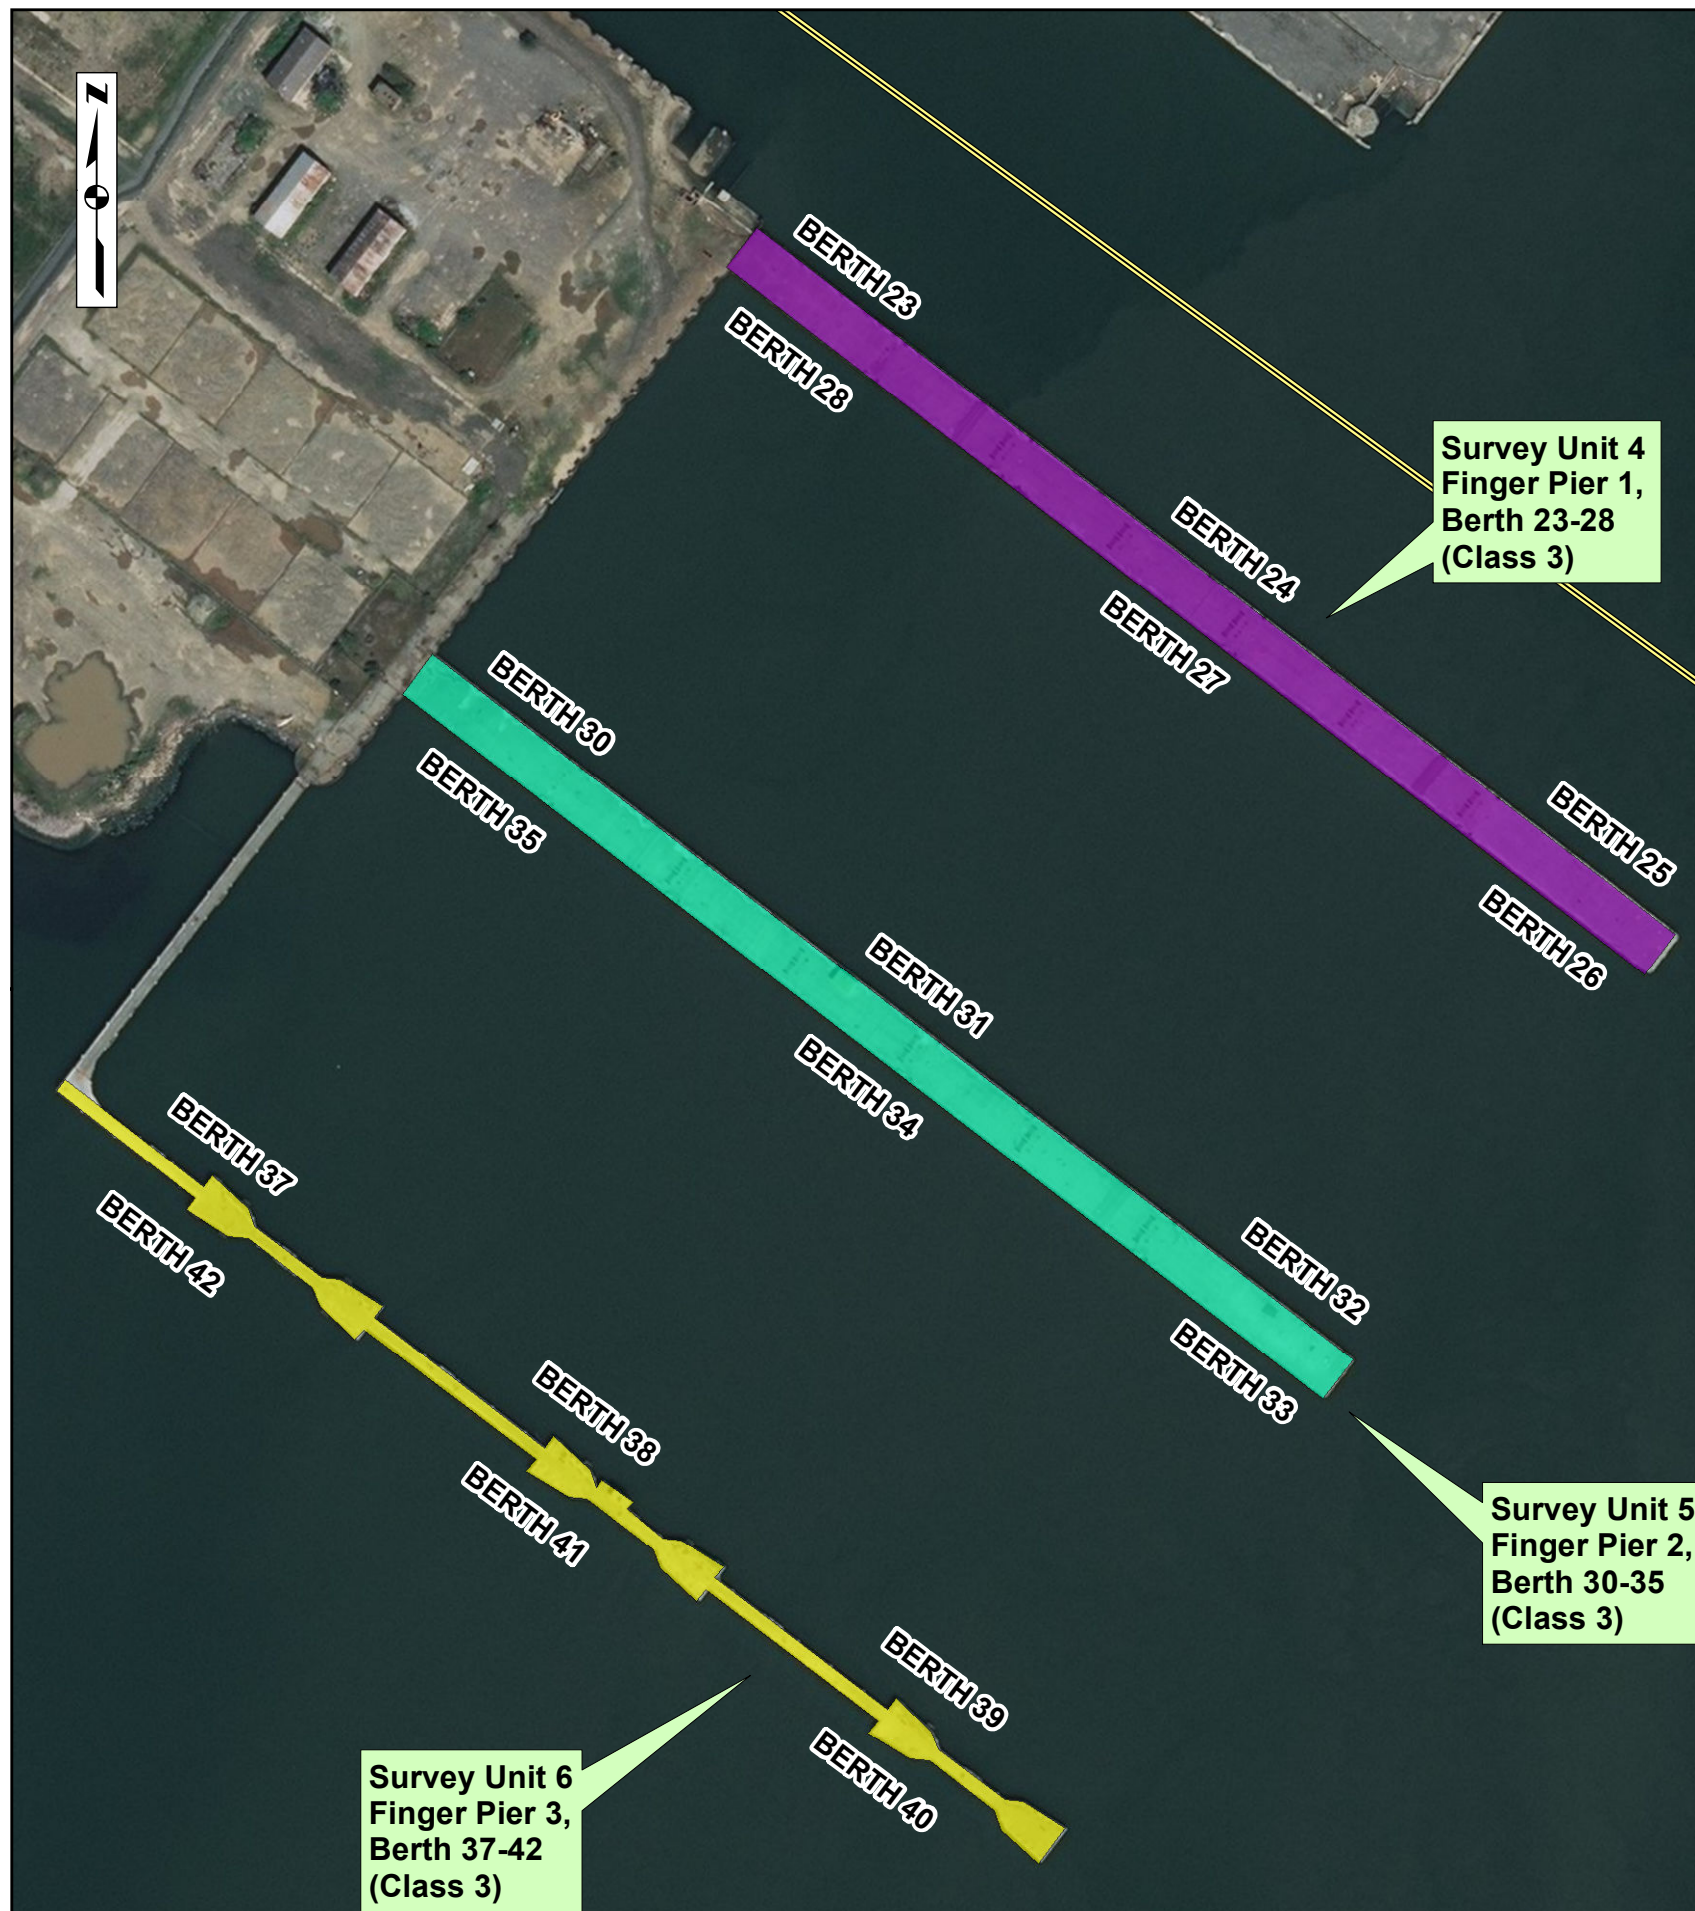 N
BERTH 23
BERTH 28
Survey Unit 4
Finger Pier 1,
Berth 23-28
(Class 3)
BERTH 24
BERTH 27
BERTH 30
BERTH 35
BERTH 25
BERTH 26
BERTH 31
BERTH 34
BERTH 37
BERTH 42
BERTH 32
BERTH 33
BERTH 38
BERTH 41
Survey Unit 5
Finger Pier 2,
Berth 30-35
(Class 3)
BERTH 39
BERTH 40
Survey Unit 6
Finger Pier 3,
Berth 37-42
(Class 3)